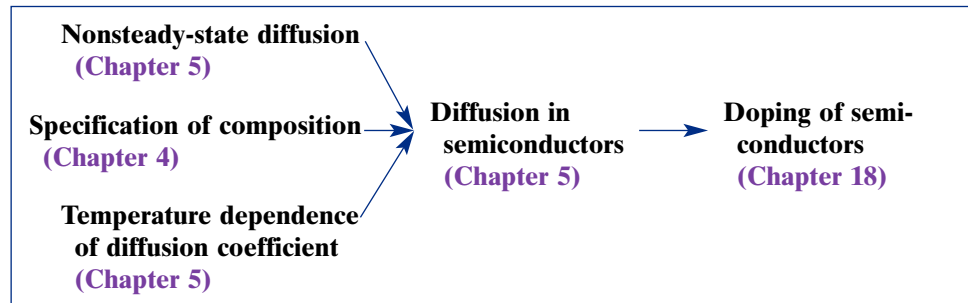 Nonsteady-state diffusion
(Chapter 5)
Specification of composition
(Chapter 4)
Temperature dependence
of diffusion coefficient
(Chapter 5)
Diffusion in
semiconductors
(Chapter 5)
Doping of semi-
conductors
(Chapter 18)